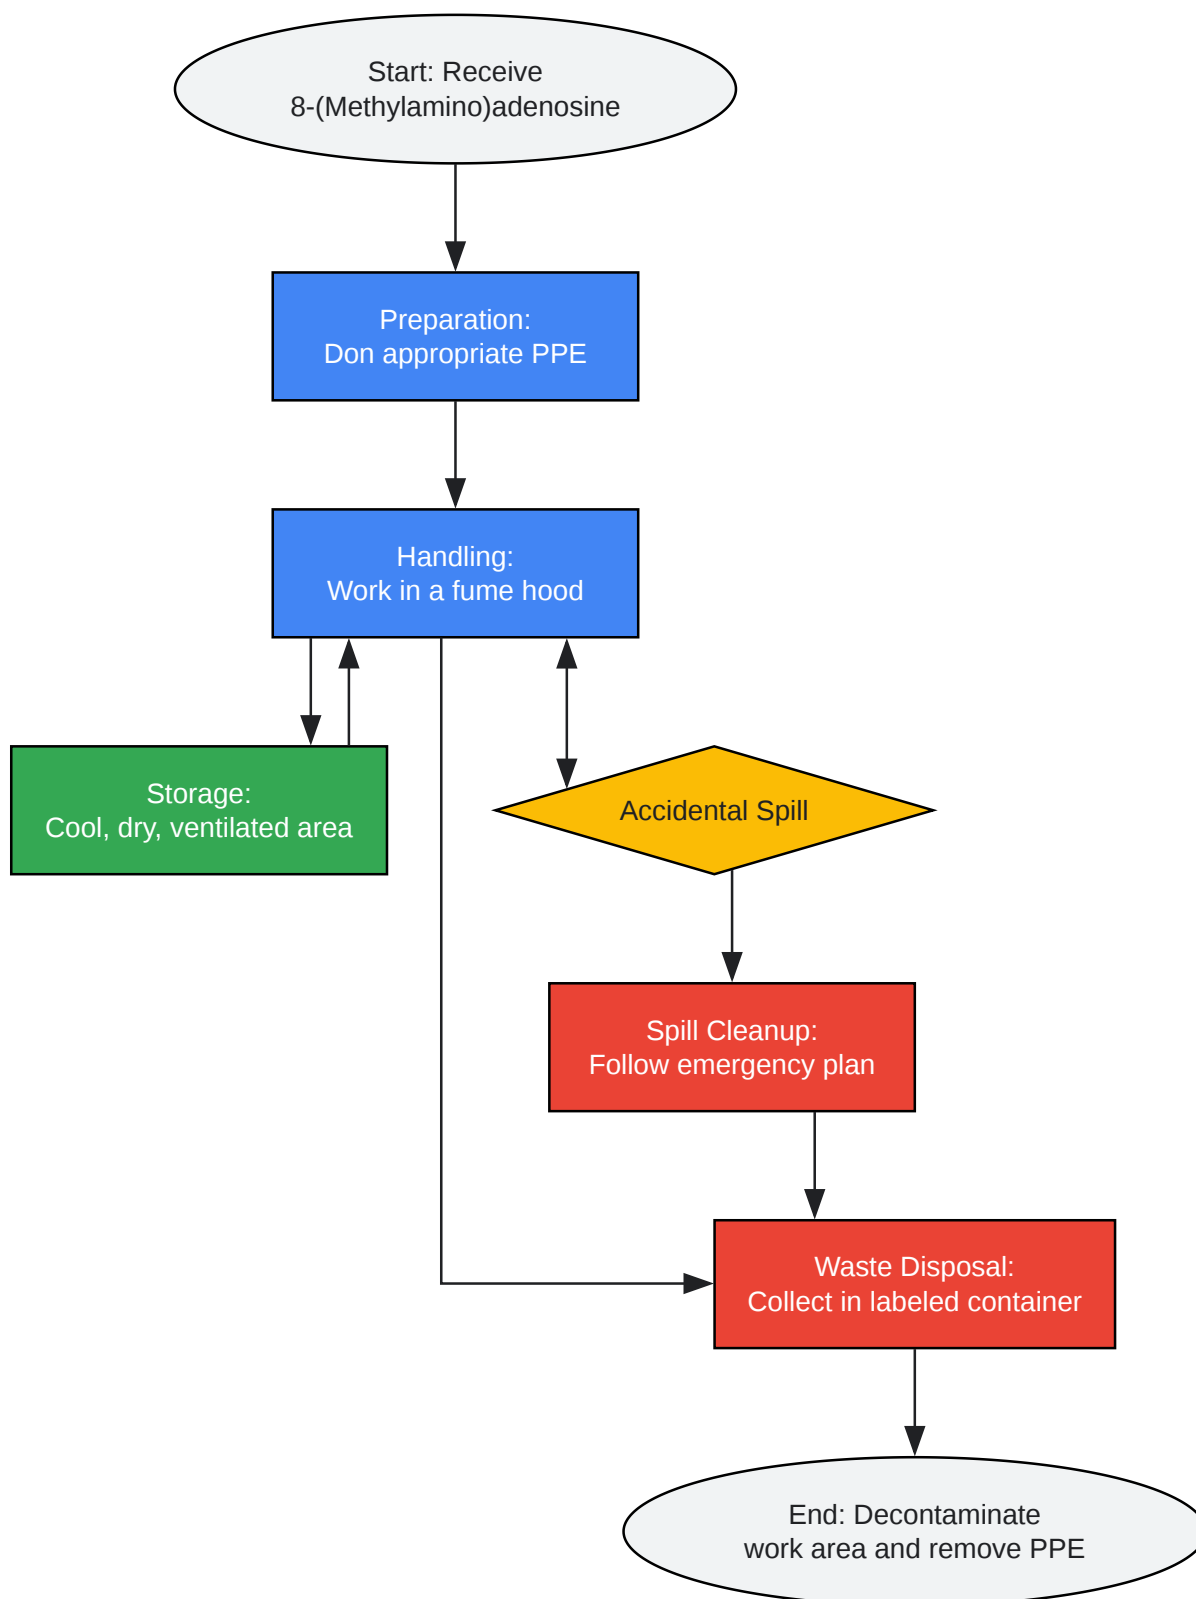 Start: Receive
8-(Methylamino)adenosine
Preparation:
Don appropriate PPE
Handling:
Work in a fume hood
Storage:
Cool, dry, ventilated area
Accidental Spill
Spill Cleanup:
Follow emergency plan
Waste Disposal:
Collect in labeled container
End: Decontaminate
work area and remove PPE